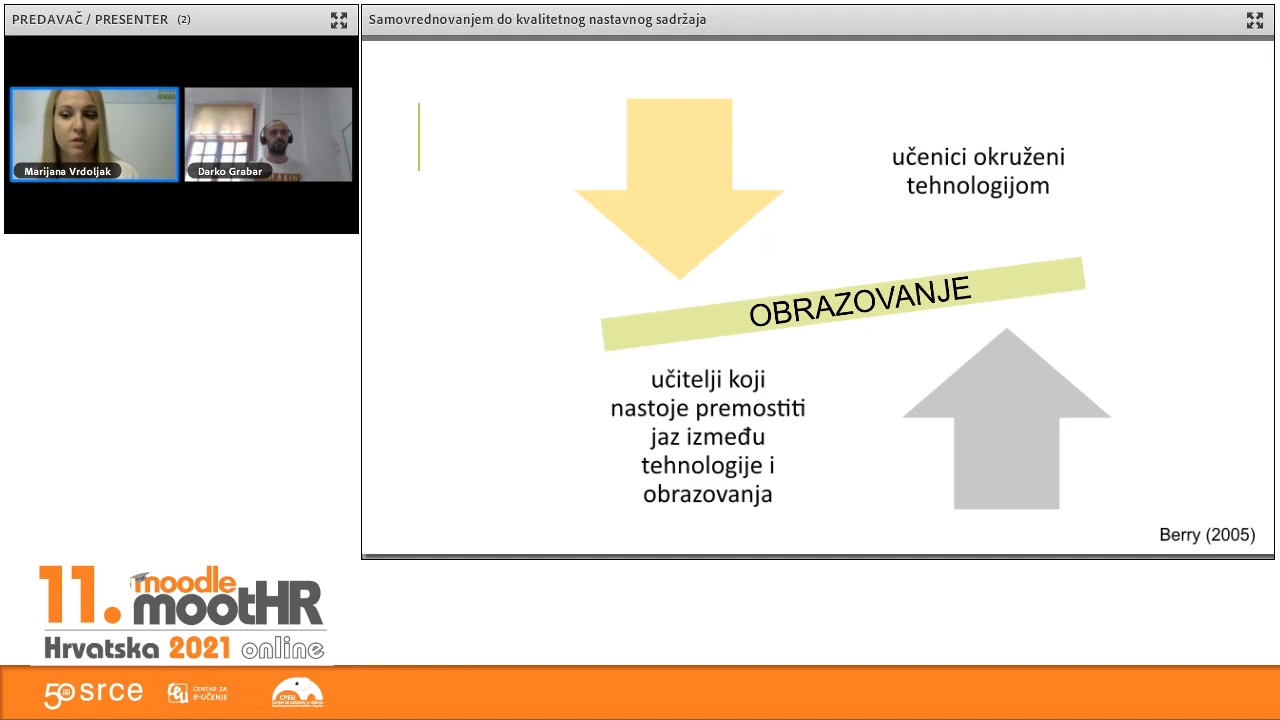 PREDAVAČ / PRESENTER (2)
Marijana Vrdoljak
Darko Grabar
Samovrednovanjem do kvalitetnog nastavnog sadržaja
učenici okruženi
tehnologijom
OBRAZOVANJE
učitelji koji
nastoje premostiti
jaz između
tehnologije i
obrazovanja
Berry (2005)
11. moodle
mootHR
Hrvatska 2021 online
50 srce
CENTAR ZA
e-UČENJE
CPEU